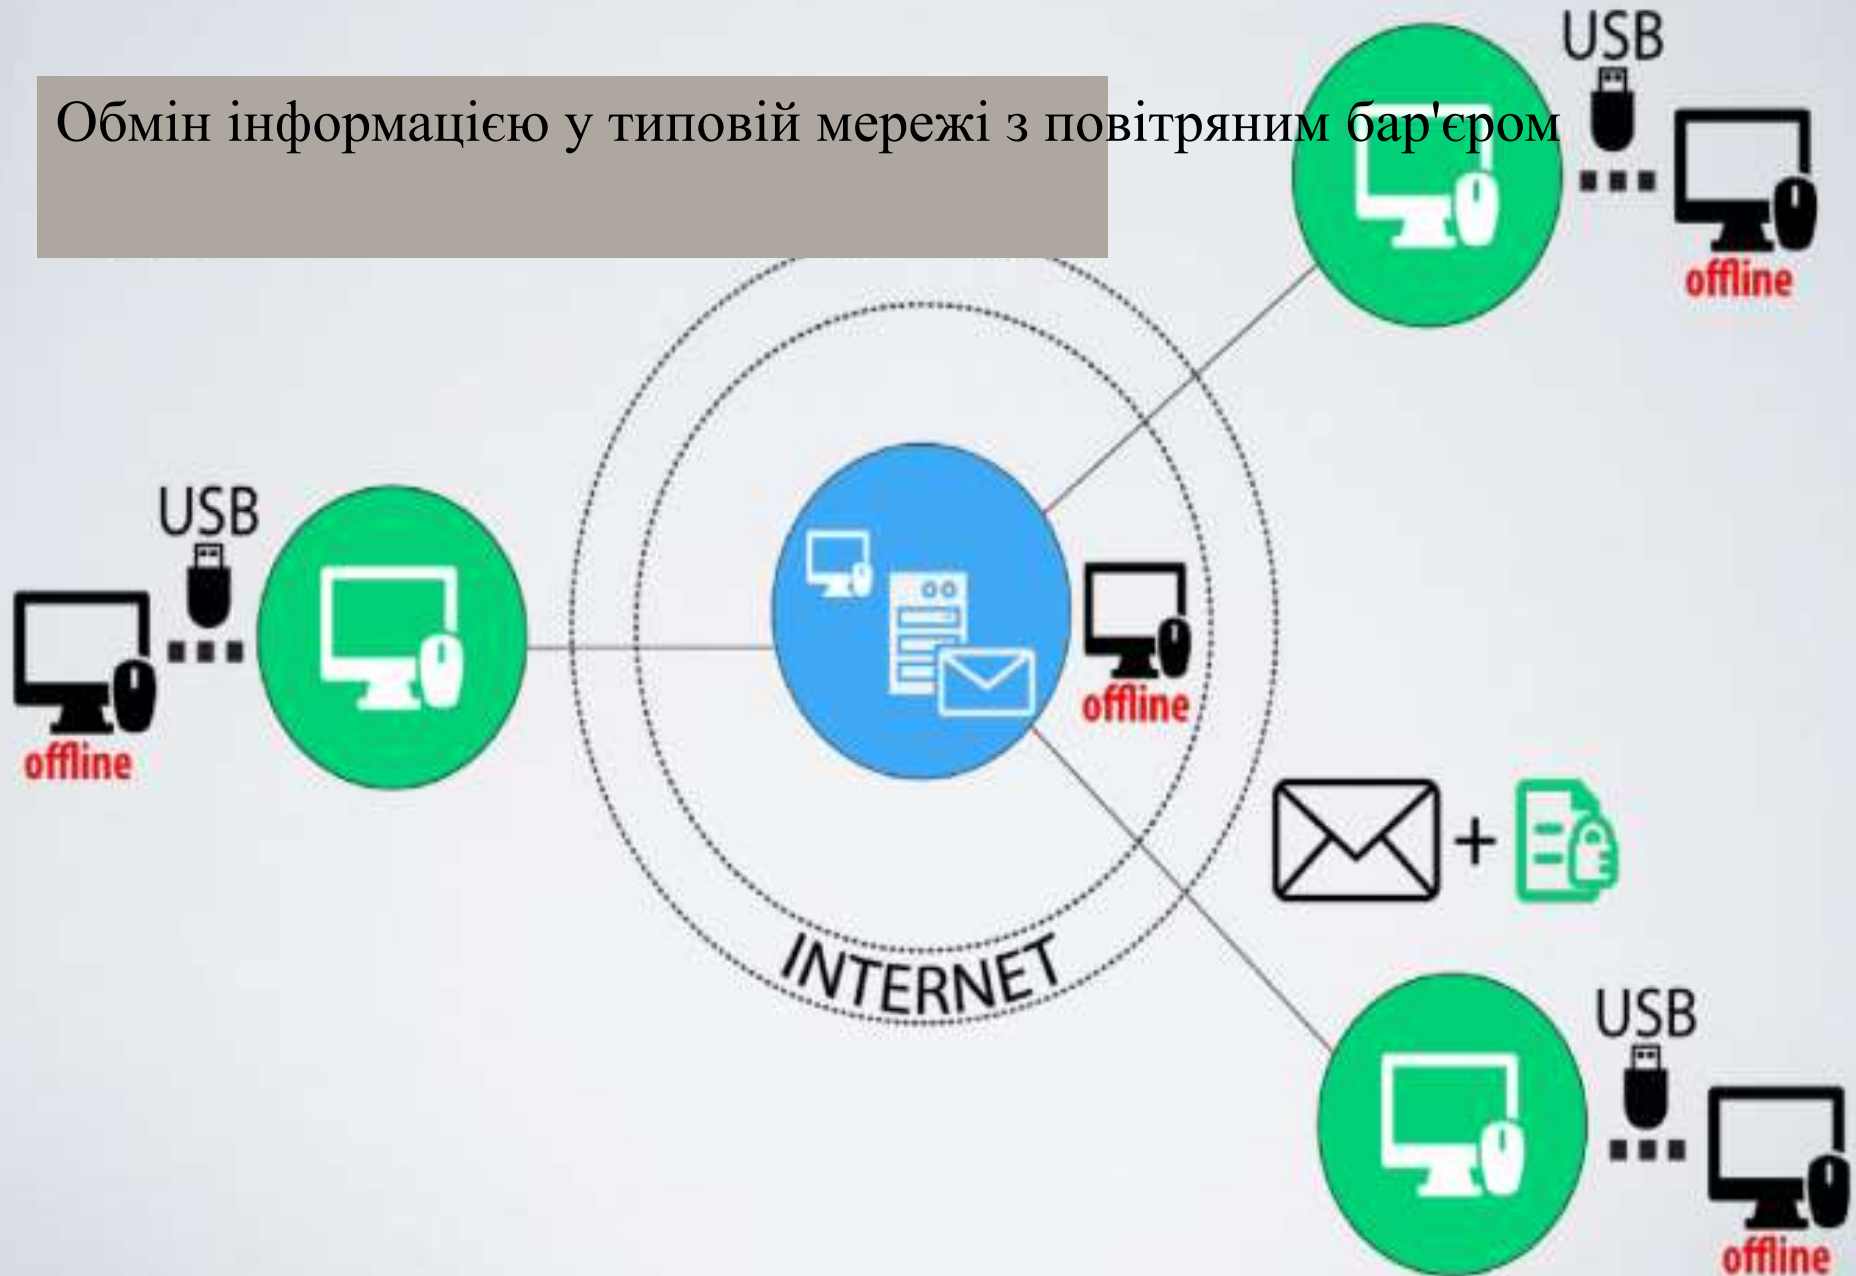 Обмін інформацією у типовій мережі з повітряним бар'єром
USB
offline
USB
offline
offline
INTERNET
USB
offline